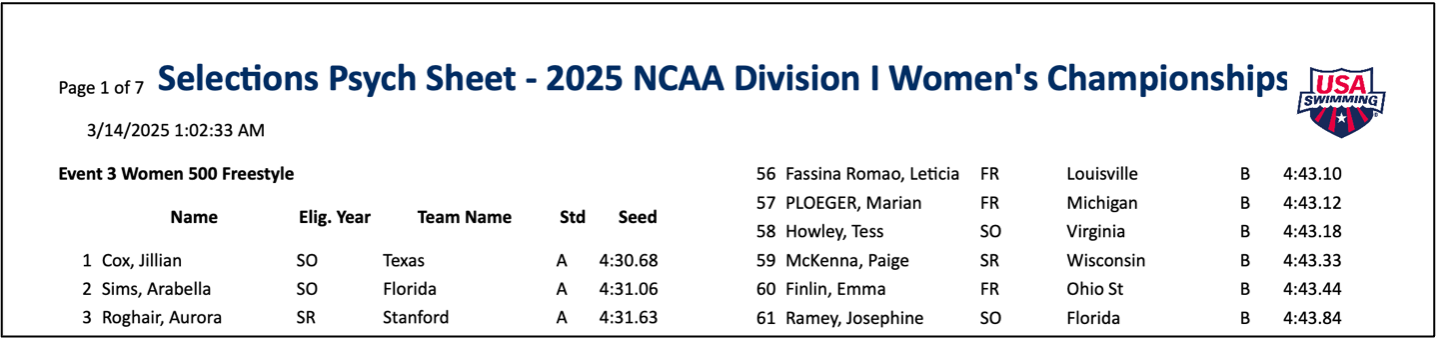 Page 1 of 7 Selections Psych Sheet - 2025 NCAA Division I Women's Championships
USA
SWIMMING
3/14/2025 1:02:33 AM
Event 3 Women 500 Freestyle
Name Elig. Year Team Name Std Seed
1 Cox, Jillian SO Texas A 4:30.68
2 Sims, Arabella SO Florida A 4:31.06
3 Roghair, Aurora SR Stanford A 4:31.63
56 Fassina Romao, Leticia FR Louisville B 4:43.10
57 PLOEGER, Marian FR Michigan B 4:43.12
58 Howley, Tess SO Virginia B 4:43.18
59 McKenna, Paige SR Wisconsin B 4:43.33
60 Finlin, Emma FR Ohio St B 4:43.44
61 Ramey, Josephine SO Florida B 4:43.84